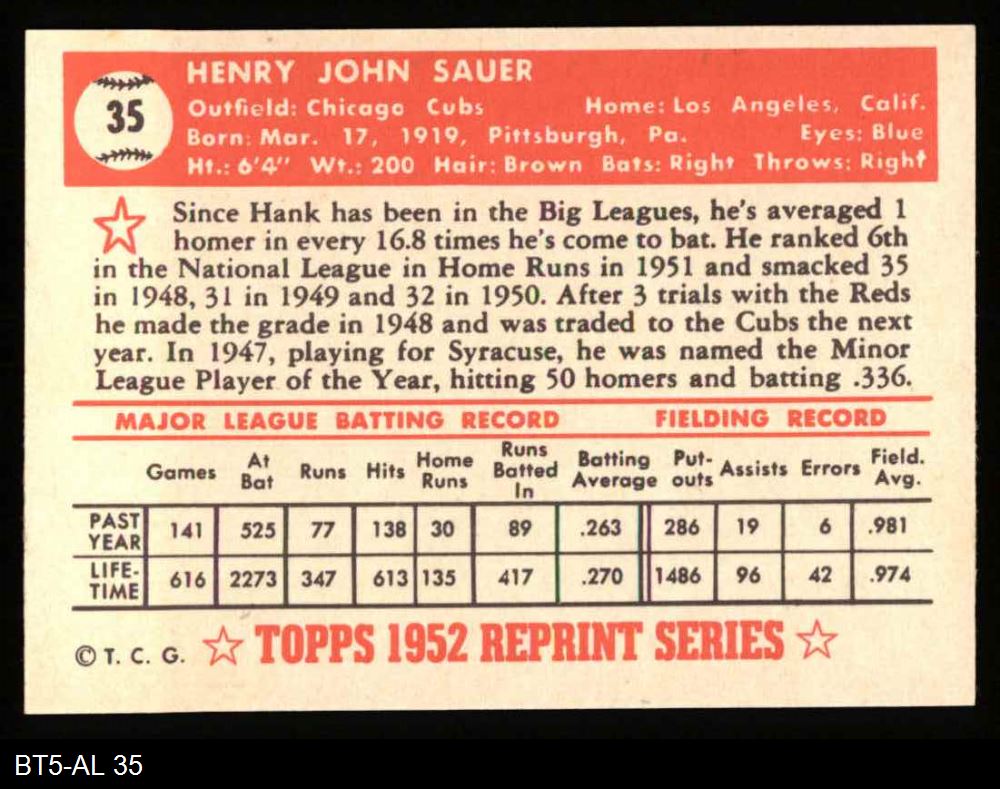 35
HENRY JOHN SAUER
Outfield: Chicago Cubs Home: Los Angeles, Calif.
Born: Mar. 17, 1919, Pittsburgh, Pa. Eyes: Blue
Ht.: 6'4" Wt.: 200 Hair: Brown Bats: Right Throws: Right
Since Hank has been in the Big Leagues, he's averaged 1
homer in every 16.8 times he's come to bat. He ranked 6th
in the National League in Home Runs in 1951 and smacked 35
in 1948, 31 in 1949 and 32 in 1950. After 3 trials with the Reds
he made the grade in 1948 and was traded to the Cubs the next
year. In 1947, playing for Syracuse, he was named the Minor
League Player of the Year, hitting 50 homers and batting .336.
MAJOR LEAGUE BATTING RECORD FIELDING RECORD
Games At Bat Runs Hits Home Runs Runs Batted In Batting Average Put-outs Assists Errors Field. Avg.
PAST YEAR 141 525 77 138 30 89 .263 286 19 6 .981
LIFE-TIME 616 2273 347 613 135 417 .270 1486 96 42 .974
© T. C. G. TOPPS 1952 REPRINT SERIES
BT5-AL 35